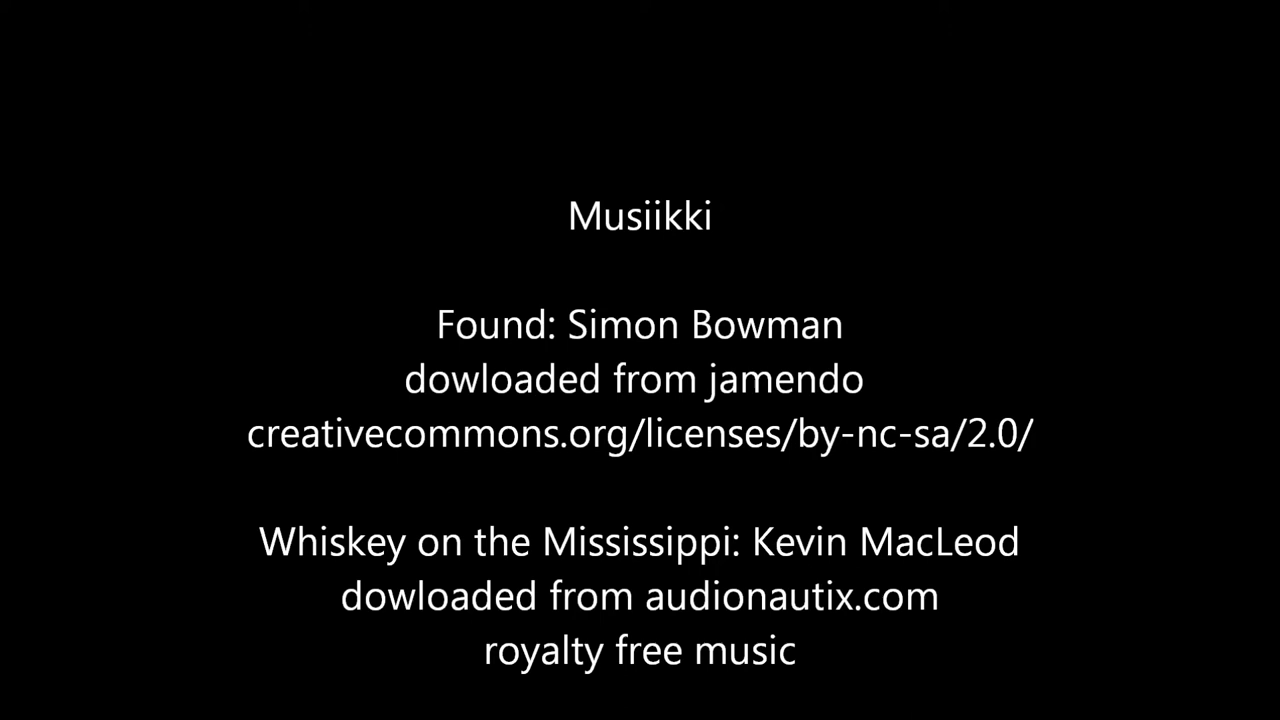 Musiikki
Found: Simon Bowman
dowloaded from jamendo
creativecommons.org/licenses/by-nc-sa/2.0/
Whiskey on the Mississippi: Kevin MacLeod
dowloaded from audionautix.com
royalty free music